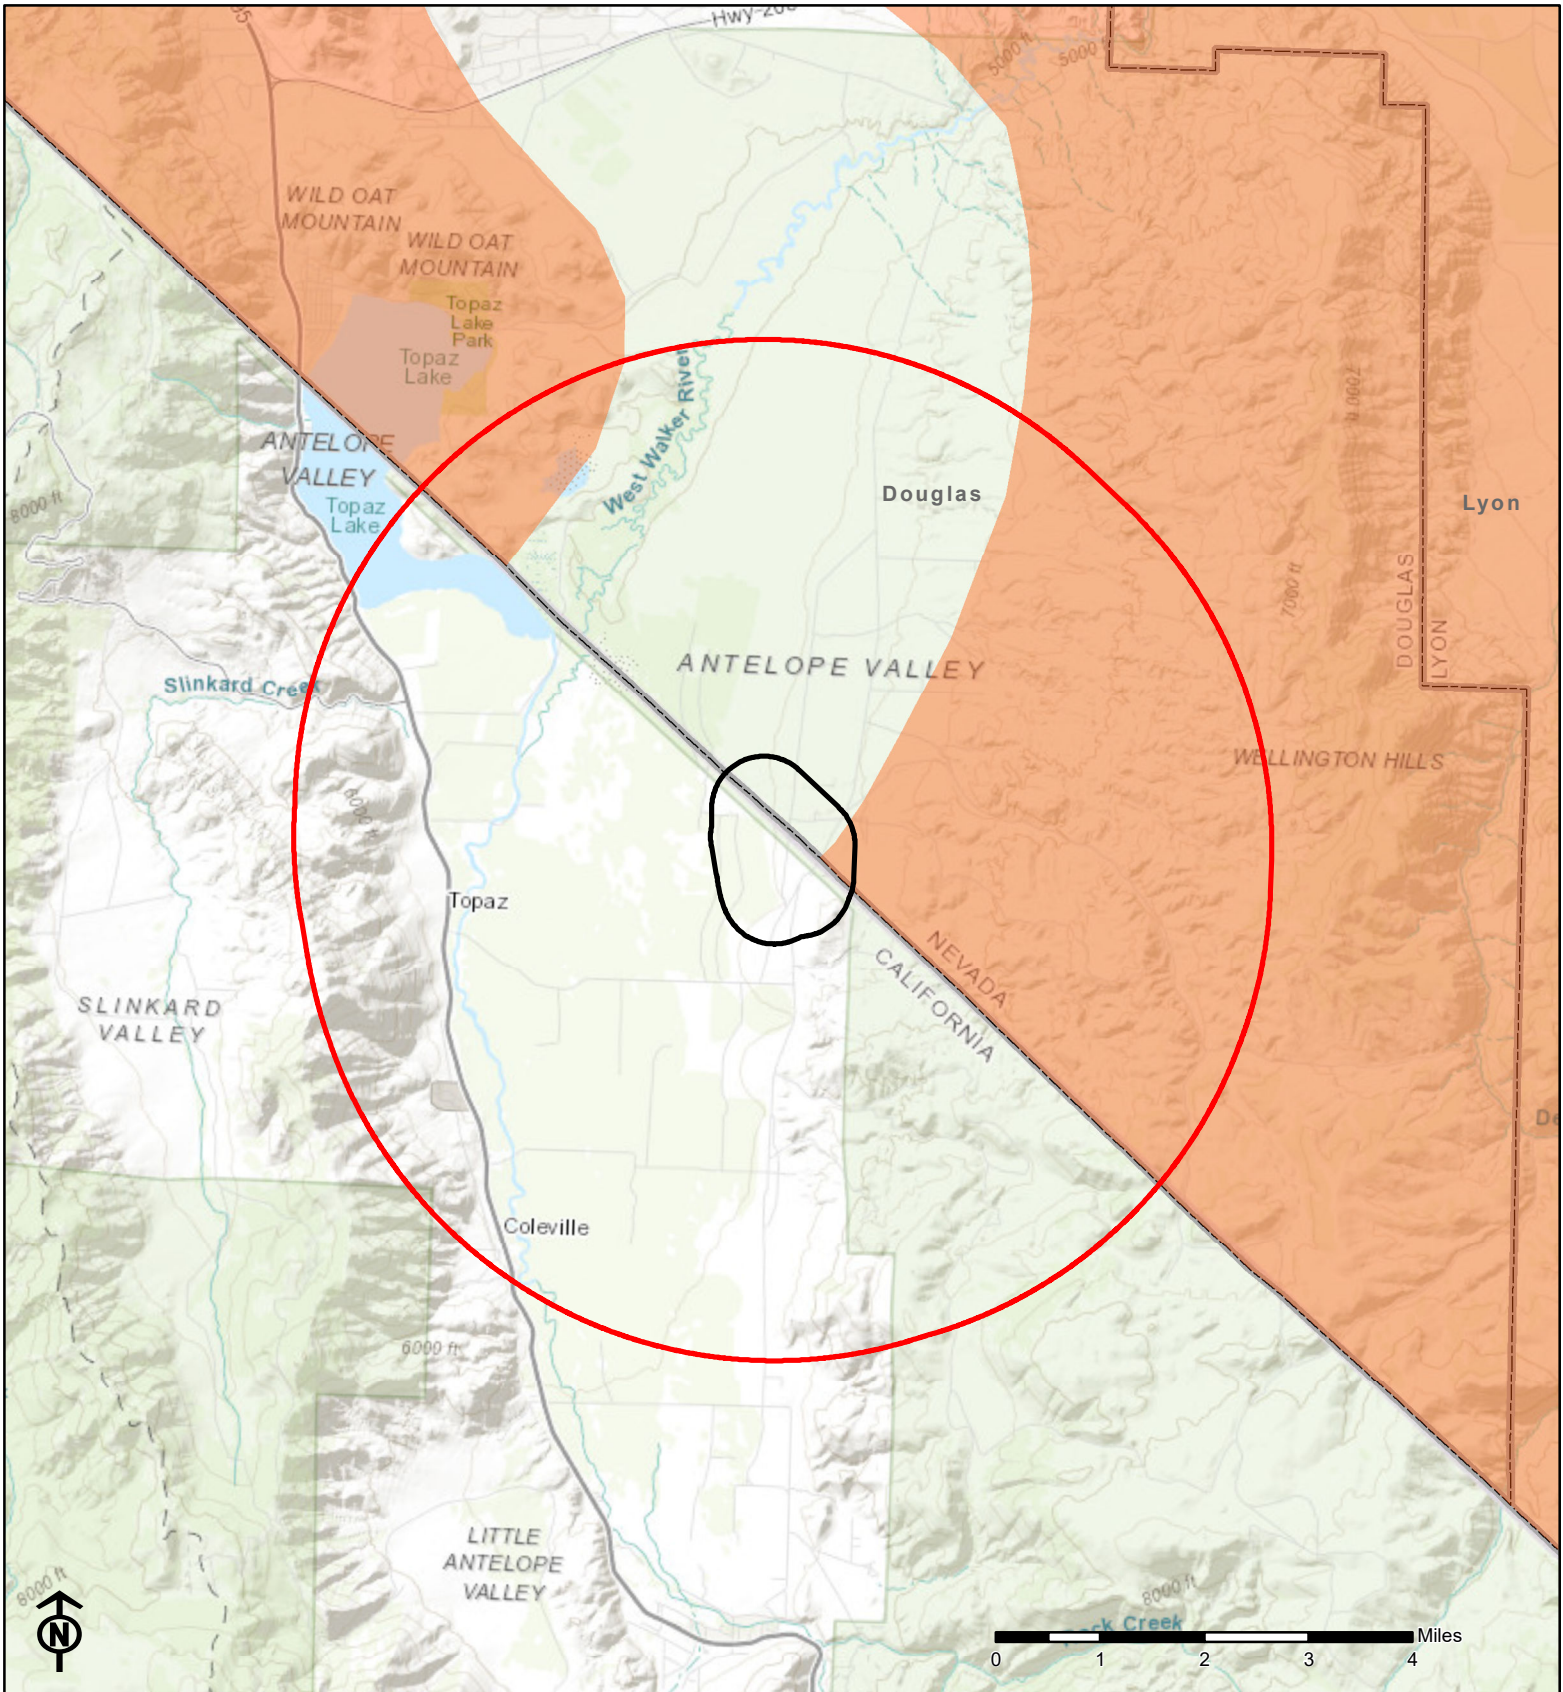 95
Hwy-208
5000 ft
5000 ft
WILD OAT
MOUNTAIN
WILD OAT
MOUNTAIN
Topaz
Lake
Park
Topaz
Lake
7000 ft
ANTELOPE
VALLEY
Topaz
Lake
8000 ft
West Walker River
Douglas
Lyon
7000 ft
DOUGLAS
LYON
ANTELOPE VALLEY
Slinkard Creek
WELLINGTON HILLS
6000 ft
Topaz
NEVADA
CALIFORNIA
SLINKARD
VALLEY
De
Coleville
6000 ft
LITTLE
ANTELOPE
VALLEY
8000 ft
8000 ft
Creek
N
Miles
0 1 2 3 4